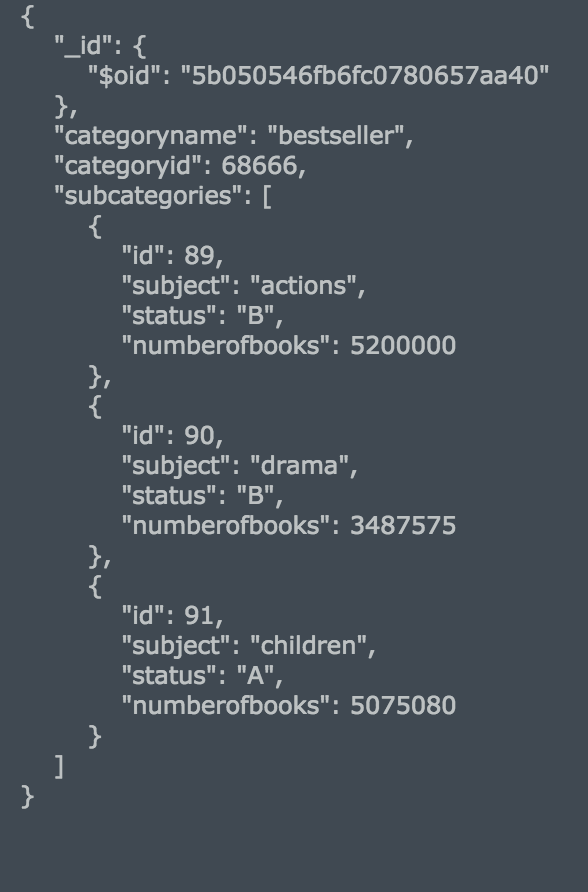 {
"_id": {
"$oid": "5b050546fb6fc0780657aa40"
},
"categoryname": "bestseller",
"categoryid": 68666,
"subcategories": [
{
"id": 89,
"subject": "actions",
"status": "B",
"numberofbooks": 5200000
},
{
"id": 90,
"subject": "drama",
"status": "B",
"numberofbooks": 3487575
},
{
"id": 91,
"subject": "children",
"status": "A",
"numberofbooks": 5075080
}
]
}